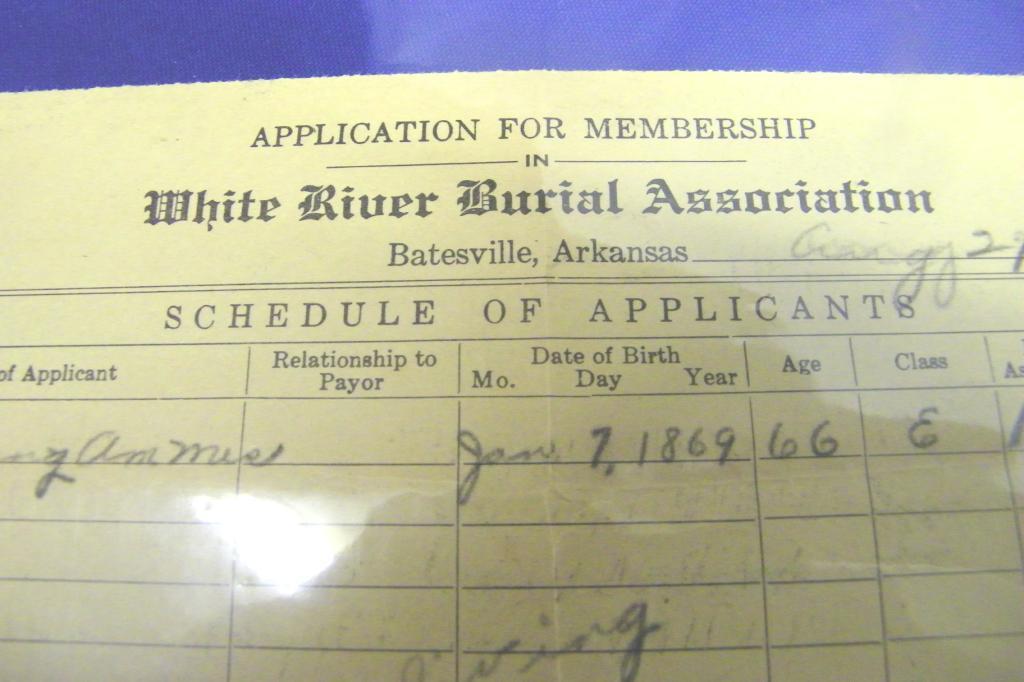 APPLICATION FOR MEMBERSHIP
IN
White River Burial Association
Batesville, Arkansas
SCHEDULE OF APPLICANTS
of Applicant Relationship to Payor Date of Birth Mo. Day Year Age Class
Jan. 7, 1869 66 E